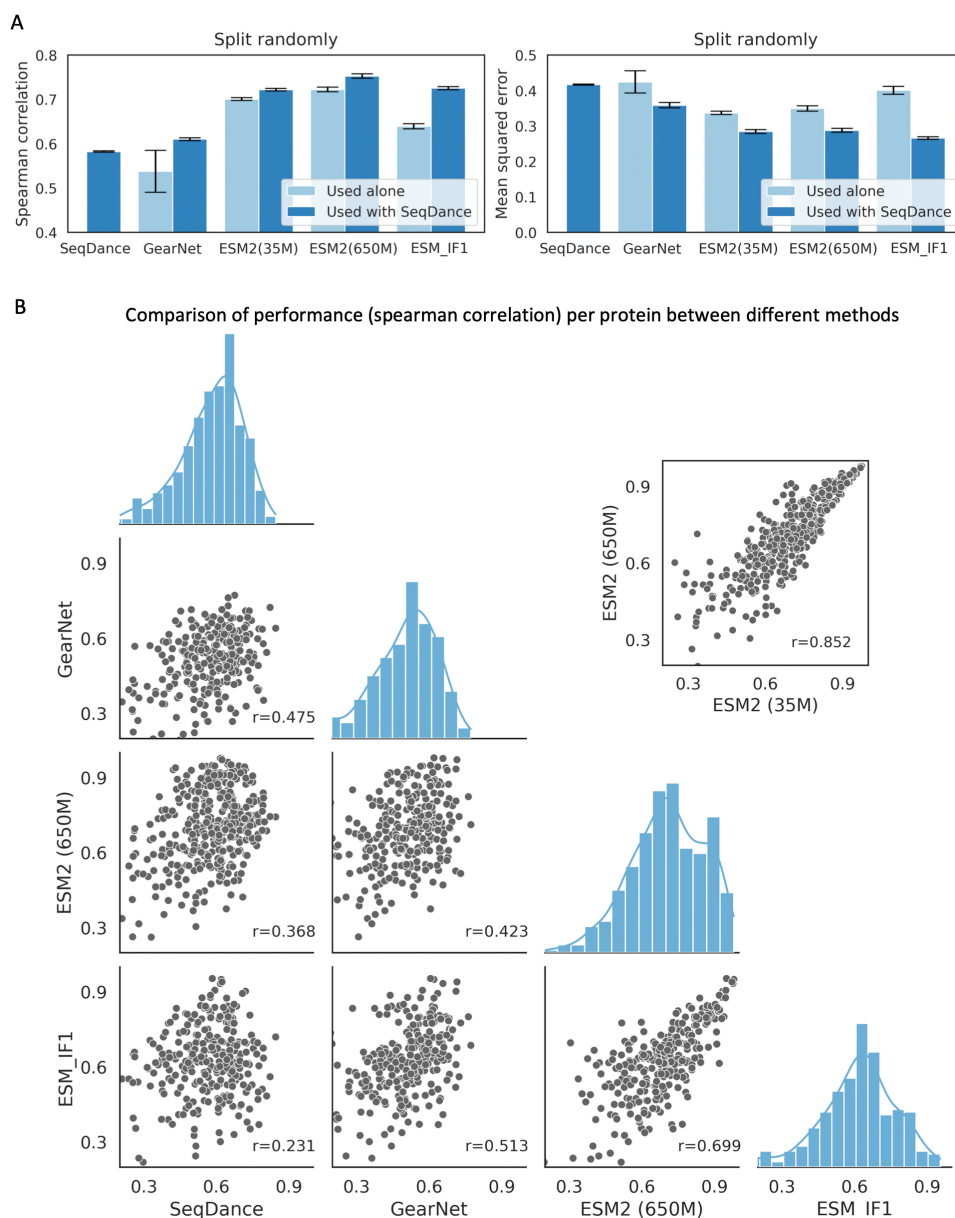 A
Split randomly
Spearman correlation
0.8
0.7
0.6
0.5
0.4
Used alone
Used with SeqDance
SeqDance GearNet ESM2(35M) ESM2(650M) ESM_IF1
Split randomly
Mean squared error
0.5
0.4
0.3
0.2
0.1
0.0
Used alone
Used with SeqDance
SeqDance GearNet ESM2(35M) ESM2(650M) ESM_IF1
B
Comparison of performance (spearman correlation) per protein between different methods
ESM2 (650M)
0.9
0.6
0.3
r=0.852
0.3 0.6 0.9
ESM2 (35M)
GearNet
0.9
0.6
0.3
r=0.475
ESM2 (650M)
0.9
0.6
0.3
r=0.368
r=0.423
ESM_IF1
0.9
0.6
0.3
r=0.231
r=0.513
r=0.699
0.3 0.6 0.9
SeqDance
0.3 0.6 0.9
GearNet
0.3 0.6 0.9
ESM2 (650M)
0.3 0.6 0.9
ESM IF1